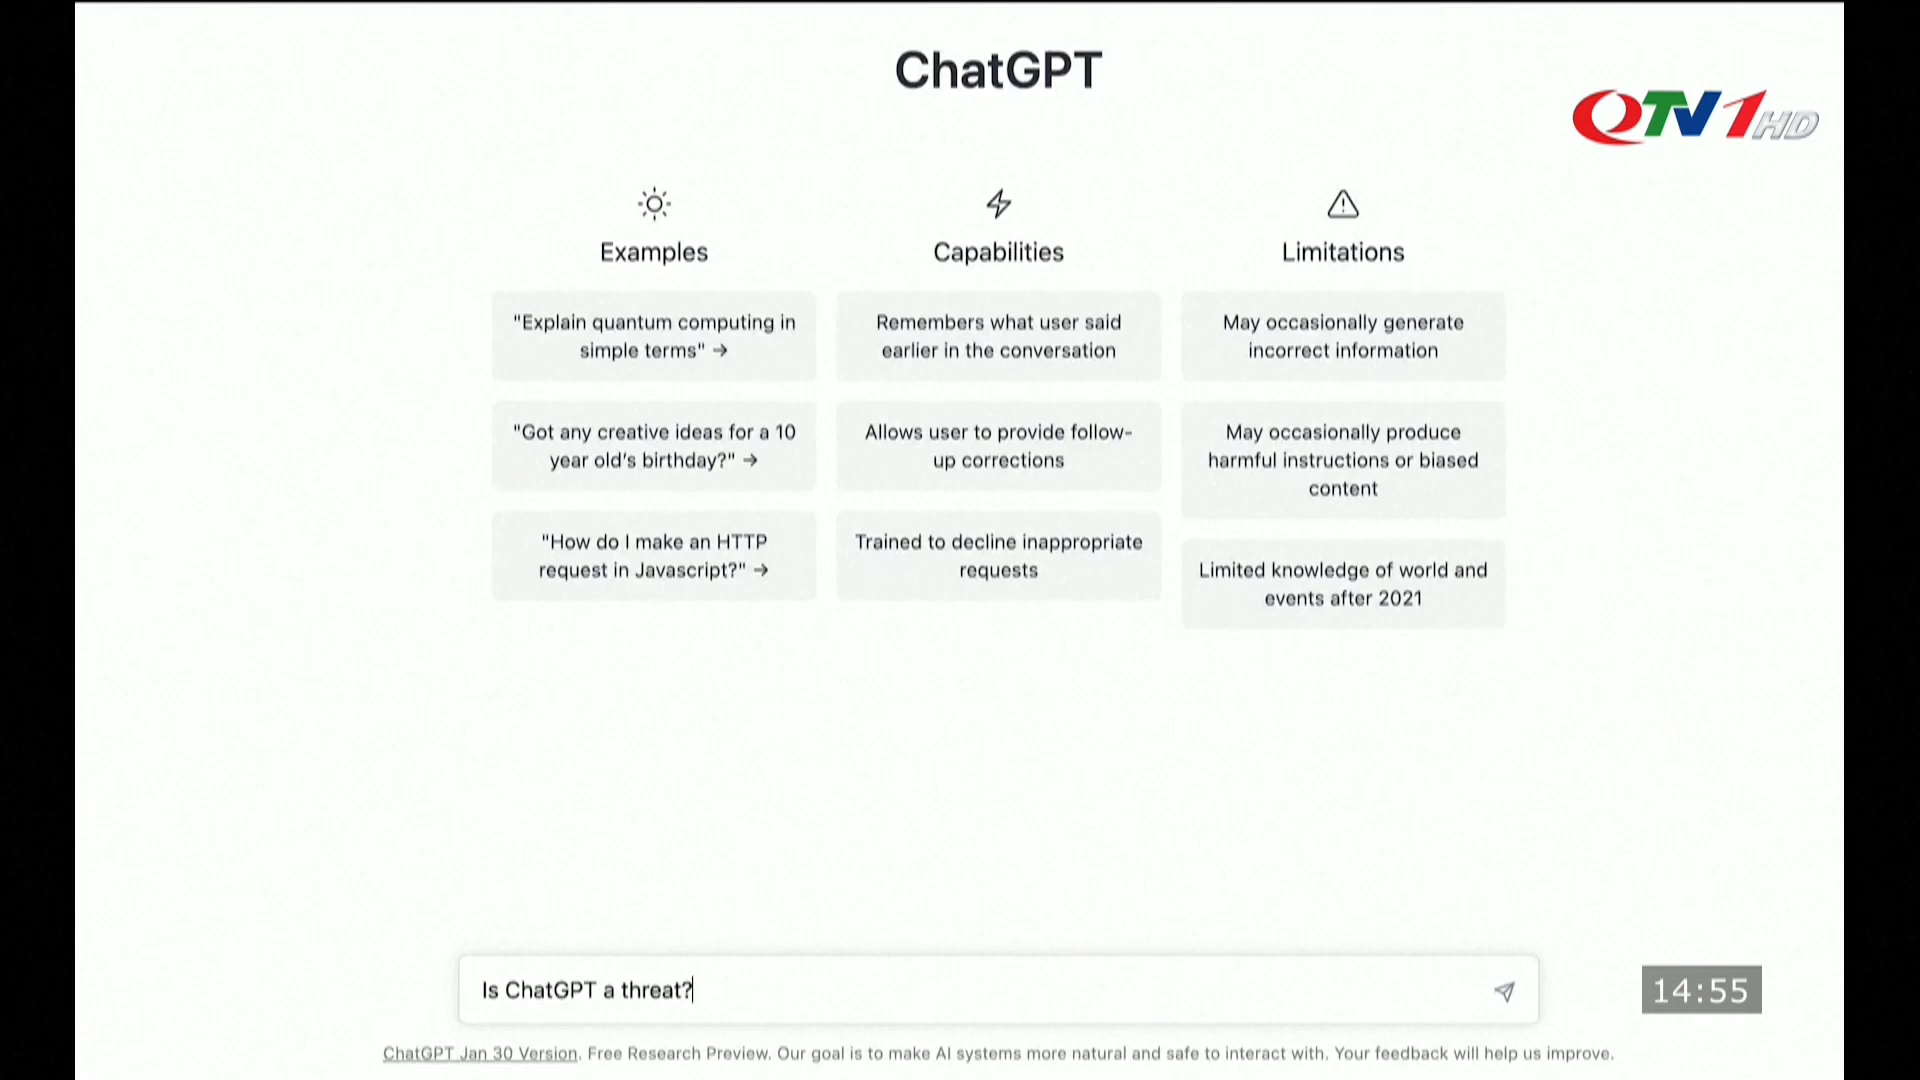 ChatGPT
QTV1HD
Examples
"Explain quantum computing in
simple terms" →
"Got any creative ideas for a 10
year old's birthday?" →
"How do I make an HTTP
request in Javascript?" →
Capabilities
Remembers what user said
earlier in the conversation
Allows user to provide follow-
up corrections
Trained to decline inappropriate
requests
Limitations
May occasionally generate
incorrect information
May occasionally produce
harmful instructions or biased
content
Limited knowledge of world and
events after 2021
Is ChatGPT a threat?
14:55
ChatGPT Jan 30 Version. Free Research Preview. Our goal is to make AI systems more natural and safe to interact with. Your feedback will help us improve.